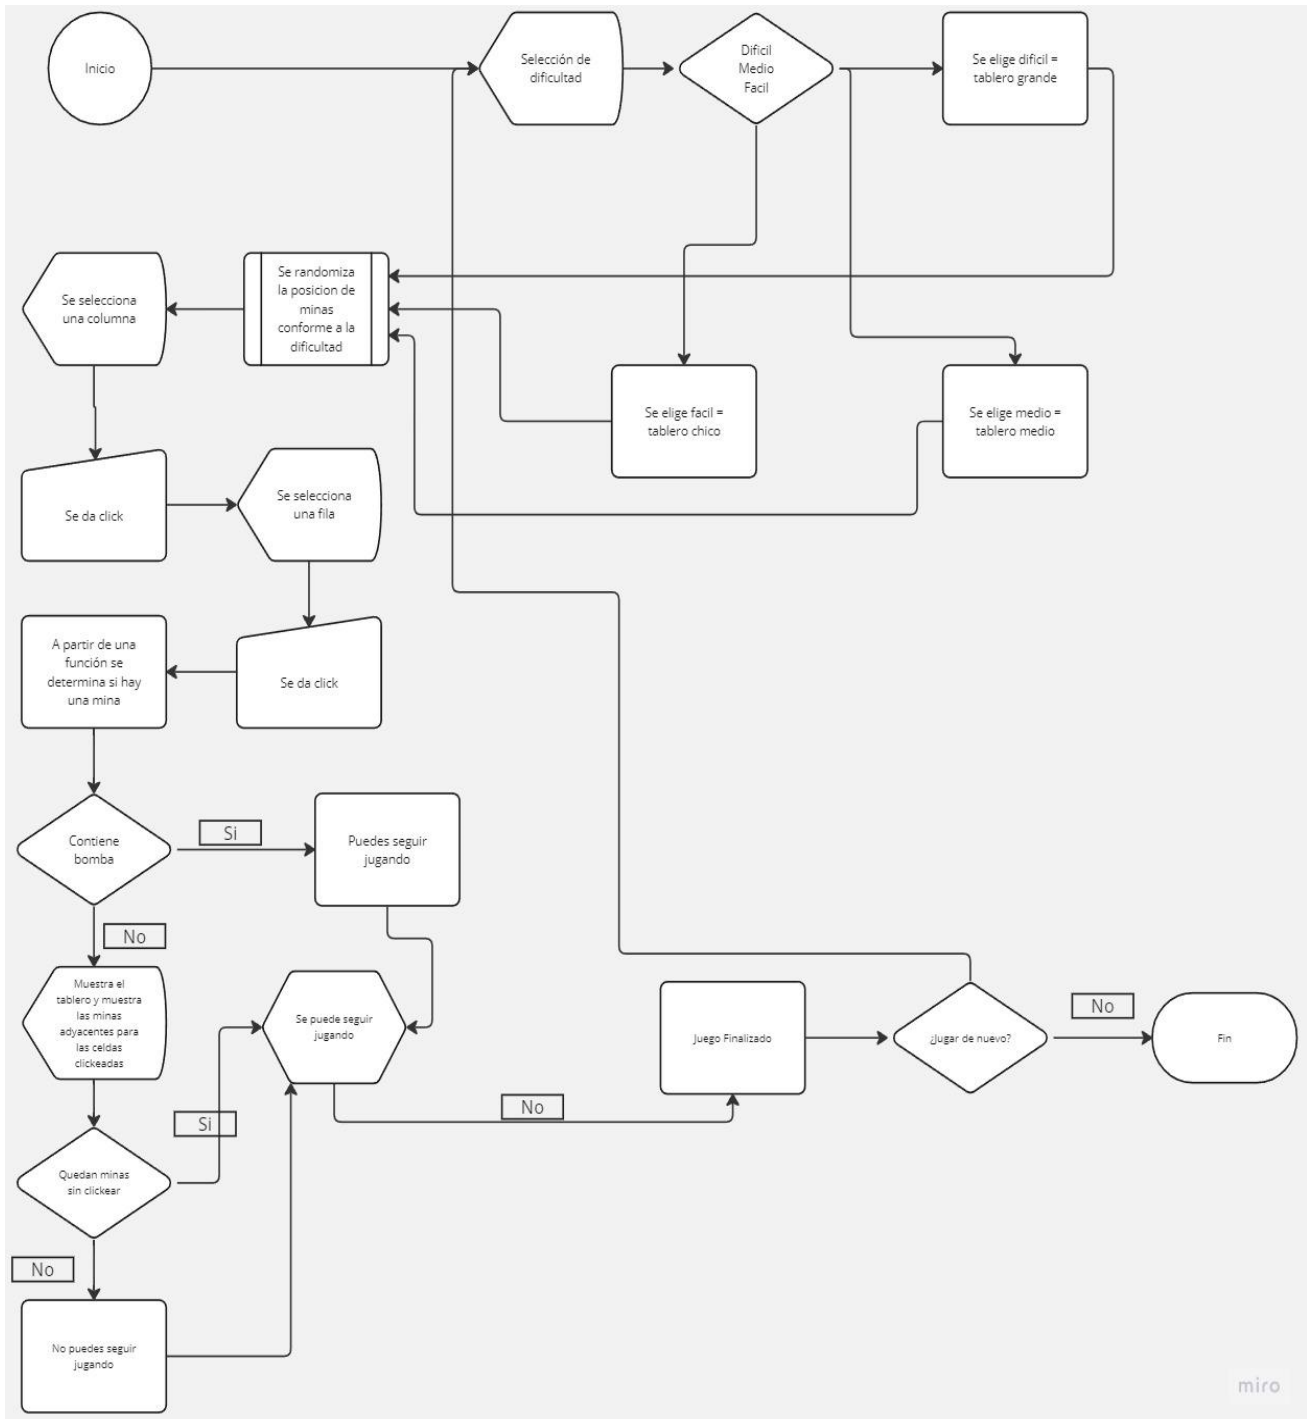 Inicio
Selección de
dificultad
Dificil
Medio
Facil
Se elige dificil =
tablero grande
Se selecciona
una columna
Se randomiza
la posicion de
minas
conforme a la
dificultad
Se elige facil =
tablero chico
Se elige medio =
tablero medio
Se da click
Se selecciona
una fila
A partir de una
función se
determina si hay
una mina
Se da click
Contiene
bomba
Si
Puedes seguir
jugando
No
Muestra el
tablero y muestra
las minas
adyacentes para
las celdas
clickeadas
Se puede seguir
jugando
Juego Finalizado
¿Jugar de nuevo?
No
Fin
No
Si
Quedan minas
sin clickear
No
No puedes seguir
jugando
miro